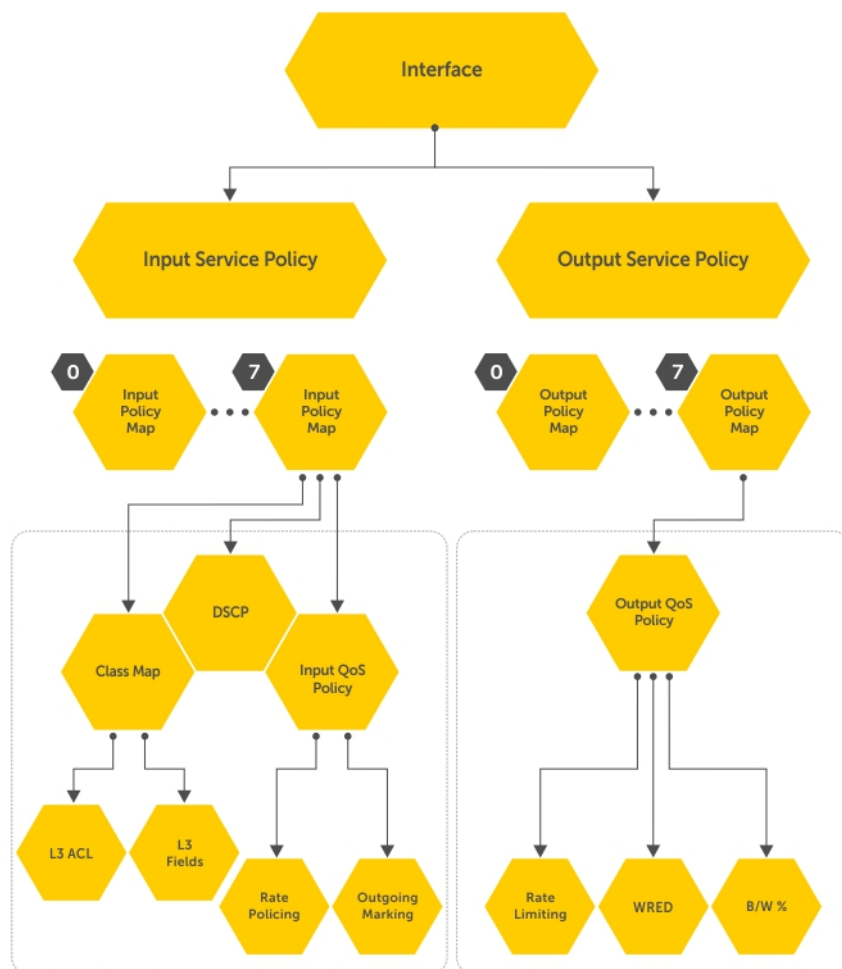 Interface
Input Service Policy
Output Service Policy
0
Input
Policy
Map
7
Input
Policy
Map
0
Output
Policy
Map
7
Output
Policy
Map
DSCP
Class Map
Input QoS
Policy
Output QoS
Policy
L3 ACL
L3
Fields
Rate
Policing
Outgoing
Marking
Rate
Limiting
WRED
B/W %